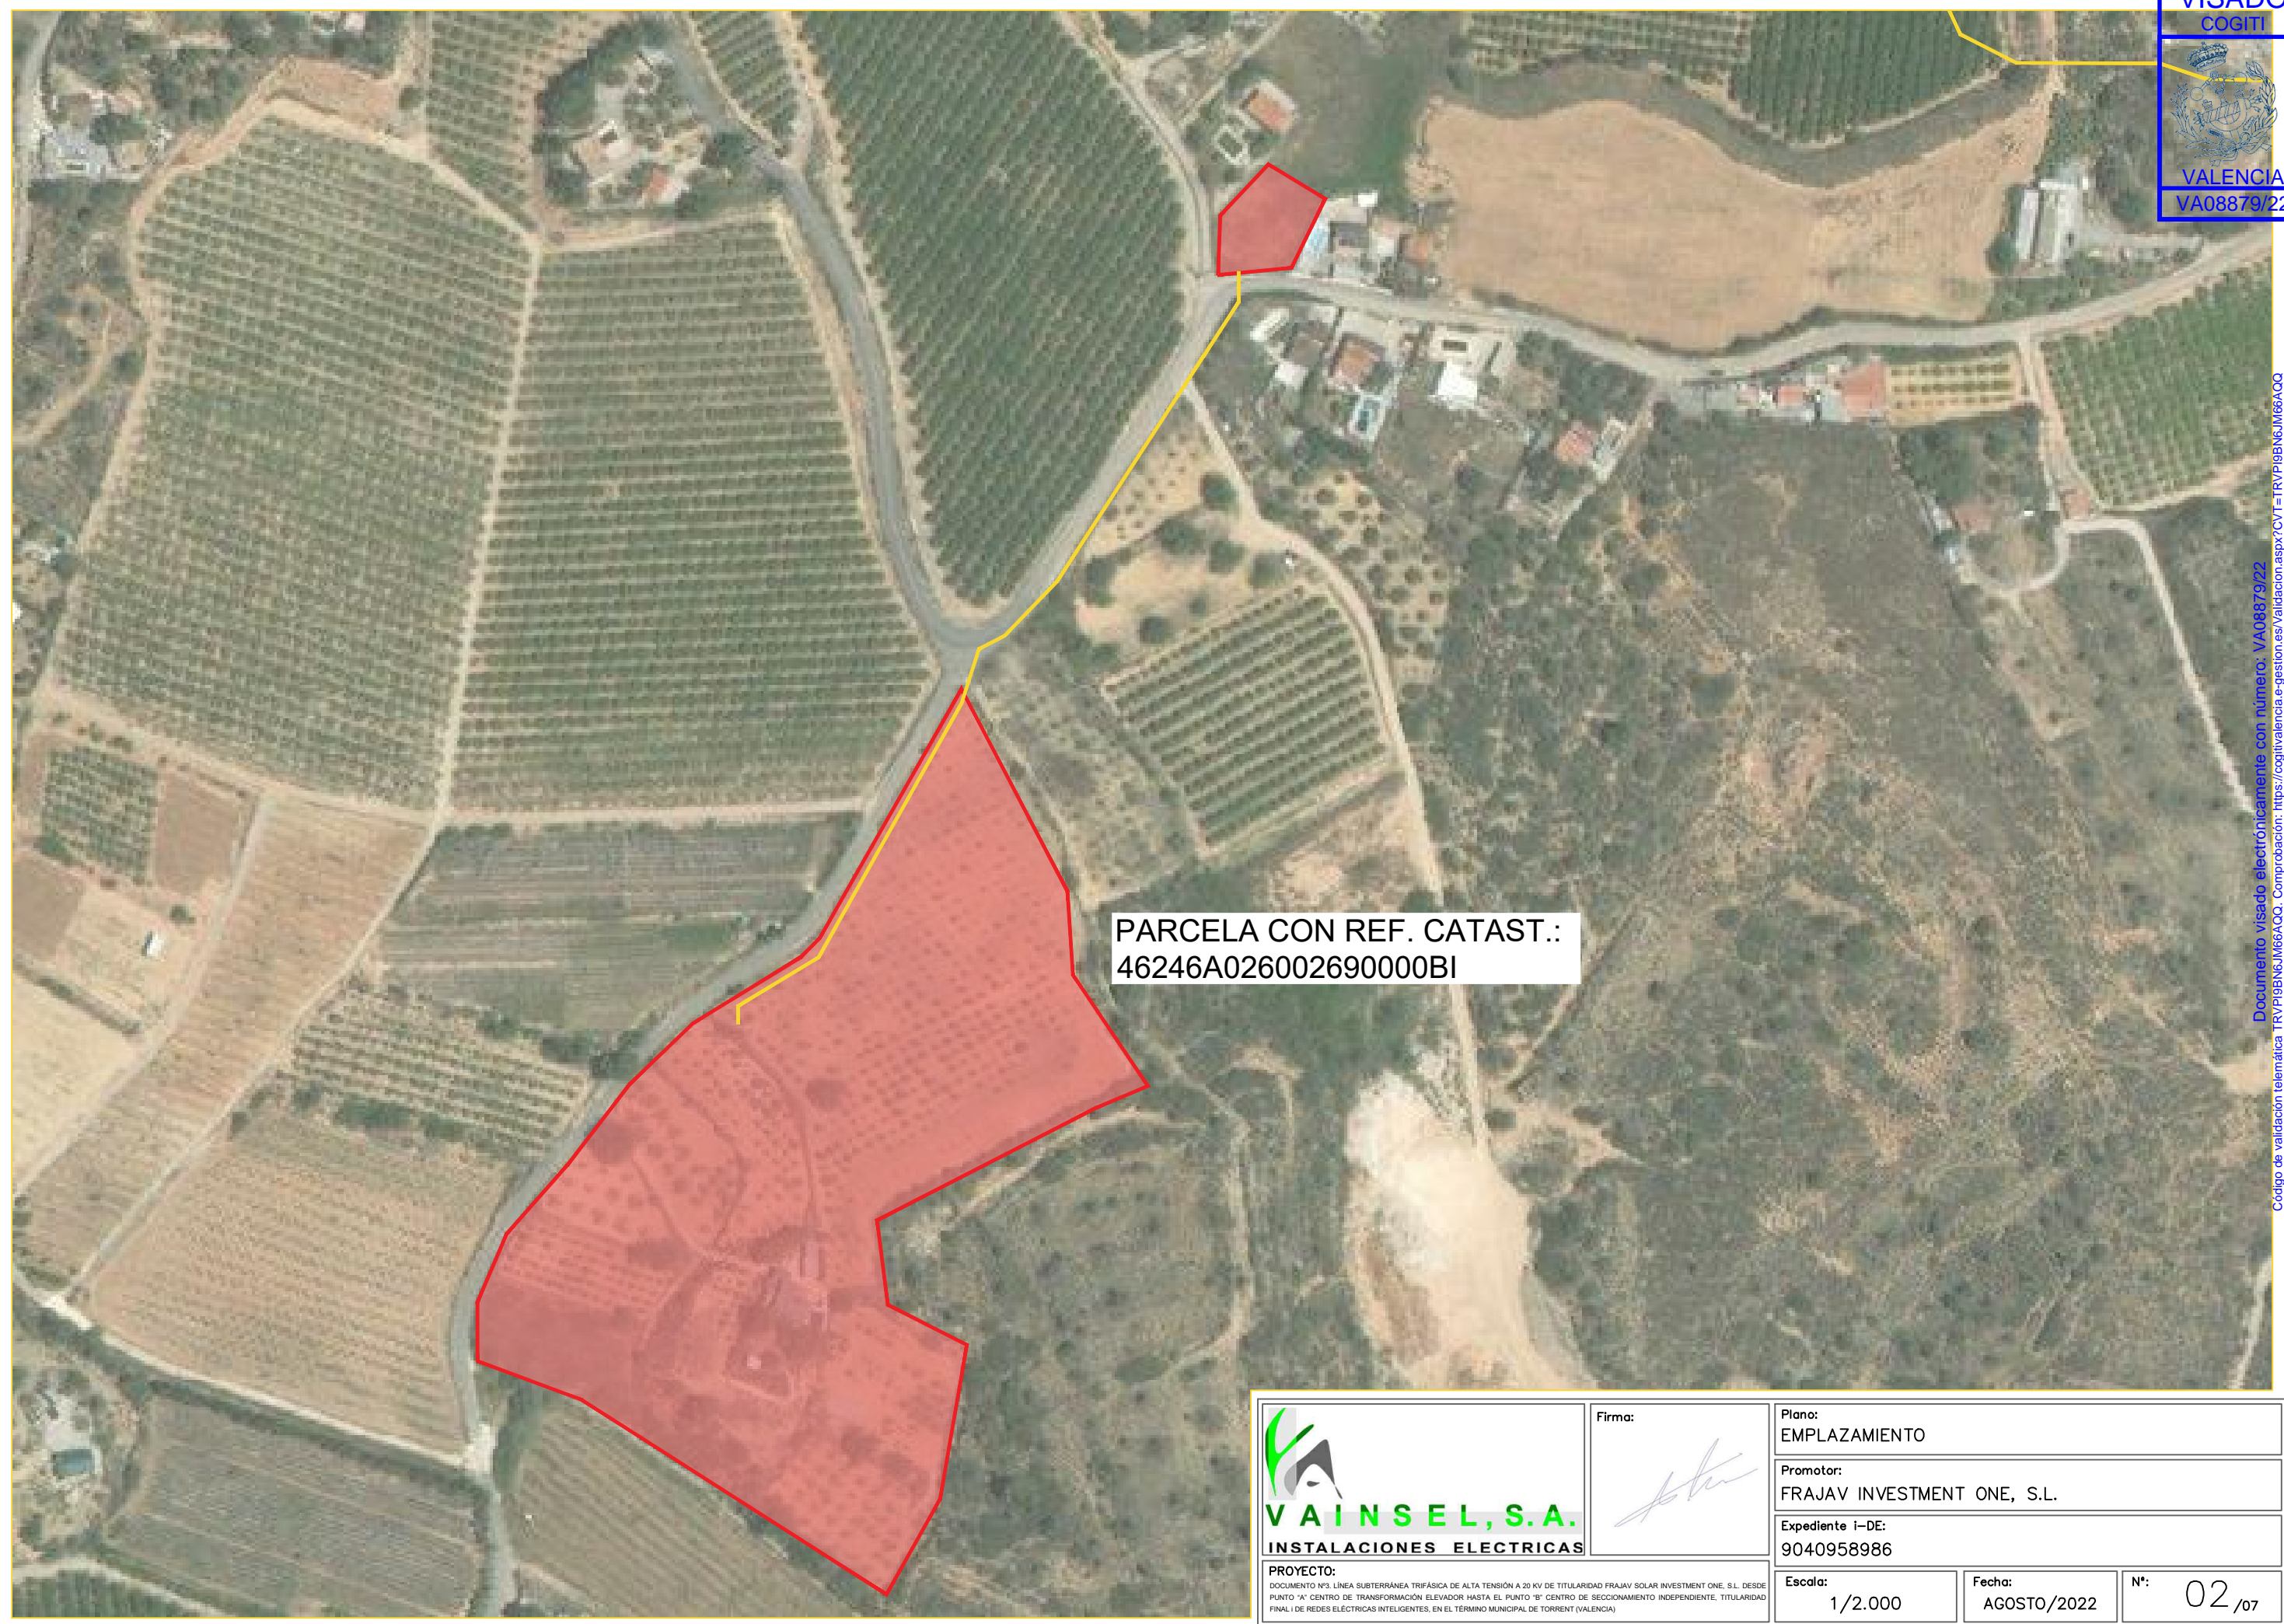 VISADO
COGITI
VALENCIA
VA08879/22
Documento visado electrónicamente con número: VA08879/22
Código de validación telemática TRVPI9BN6JM66AQQ. Comprobación: https://cogitivalencia.e-gestion.es/Validacion.aspx?CVT=TRVPI9BN6JM66AQQ
PARCELA CON REF. CATAST.:
46246A026002690000BI
VAINSEL, S.A.
INSTALACIONES ELECTRICAS
Firma:
Plano:
EMPLAZAMIENTO
Promotor:
FRAJAV INVESTMENT ONE, S.L.
Expediente i-DE:
9040958986
PROYECTO:
DOCUMENTO Nº3. LÍNEA SUBTERRÁNEA TRIFÁSICA DE ALTA TENSIÓN A 20 KV DE TITULARIDAD FRAJAV SOLAR INVESTMENT ONE, S.L. DESDE
PUNTO "A" CENTRO DE TRANSFORMACIÓN ELEVADOR HASTA EL PUNTO "B" CENTRO DE SECCIONAMIENTO INDEPENDIENTE, TITULARIDAD
FINAL i DE REDES ELÉCTRICAS INTELIGENTES, EN EL TÉRMINO MUNICIPAL DE TORRENT (VALENCIA)
Escala:
1/2.000
Fecha:
AGOSTO/2022
Nº:
02/07